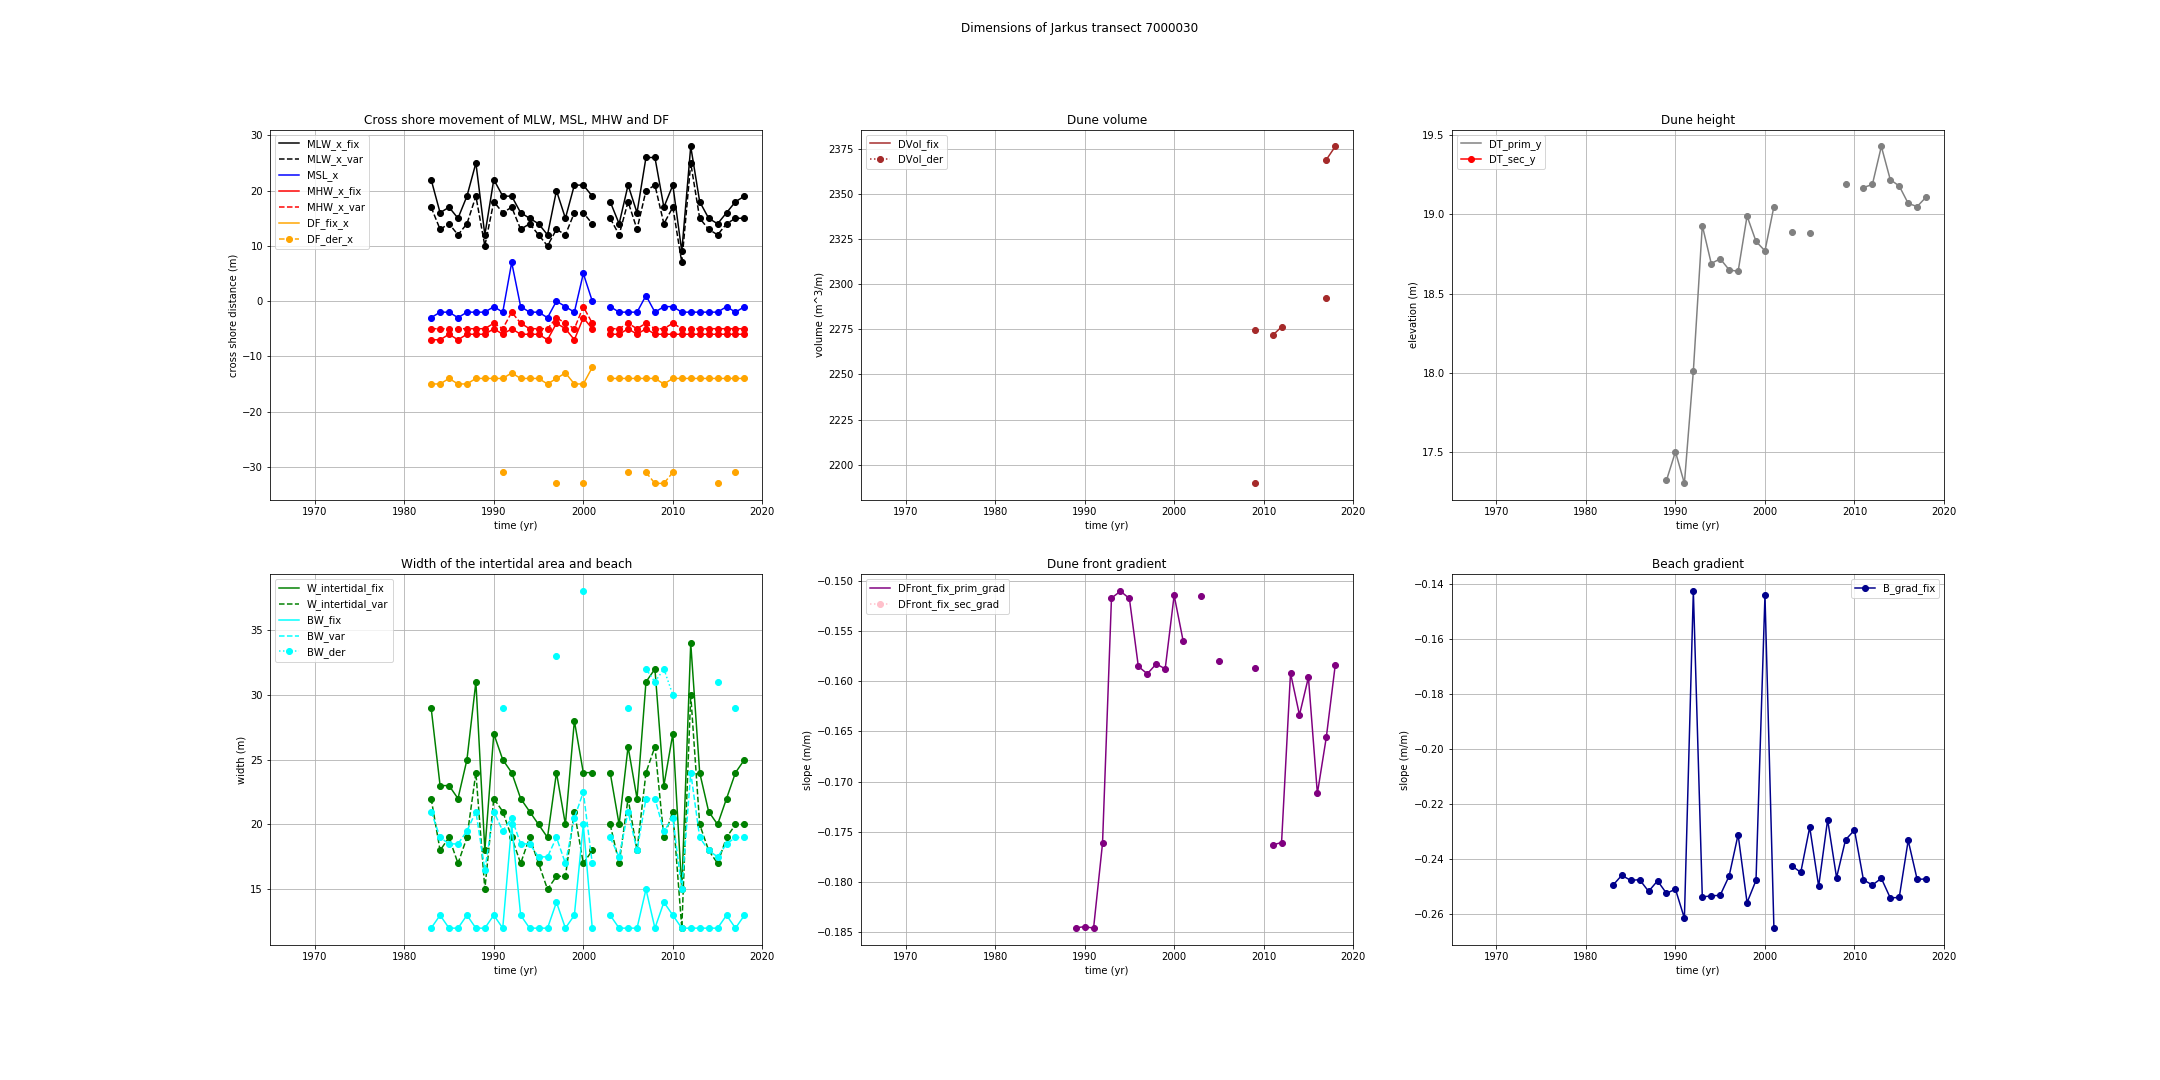 Dimensions of Jarkus transect 7000030
Cross shore movement of MLW, MSL, MHW and DF
30
20
10
0
−10
−20
−30
cross shore distance (m)
MLW_x_fix
MLW_x_var
MSL_x
MHW_x_fix
MHW_x_var
DF_fix_x
DF_der_x
1970 1980 1990 2000 2010 2020
time (yr)
Dune volume
2375
2350
2325
2300
2275
2250
2225
2200
volume (m^3/m)
DVol_fix
DVol_der
1970 1980 1990 2000 2010 2020
time (yr)
Dune height
19.5
19.0
18.5
18.0
17.5
elevation (m)
DT_prim_y
DT_sec_y
1970 1980 1990 2000 2010 2020
time (yr)
Width of the intertidal area and beach
35
30
25
20
15
width (m)
W_intertidal_fix
W_intertidal_var
BW_fix
BW_var
BW_der
1970 1980 1990 2000 2010 2020
time (yr)
Dune front gradient
−0.150
−0.155
−0.160
−0.165
−0.170
−0.175
−0.180
−0.185
slope (m/m)
DFront_fix_prim_grad
DFront_fix_sec_grad
1970 1980 1990 2000 2010 2020
time (yr)
Beach gradient
−0.14
−0.16
−0.18
−0.20
−0.22
−0.24
−0.26
slope (m/m)
B_grad_fix
1970 1980 1990 2000 2010 2020
time (yr)